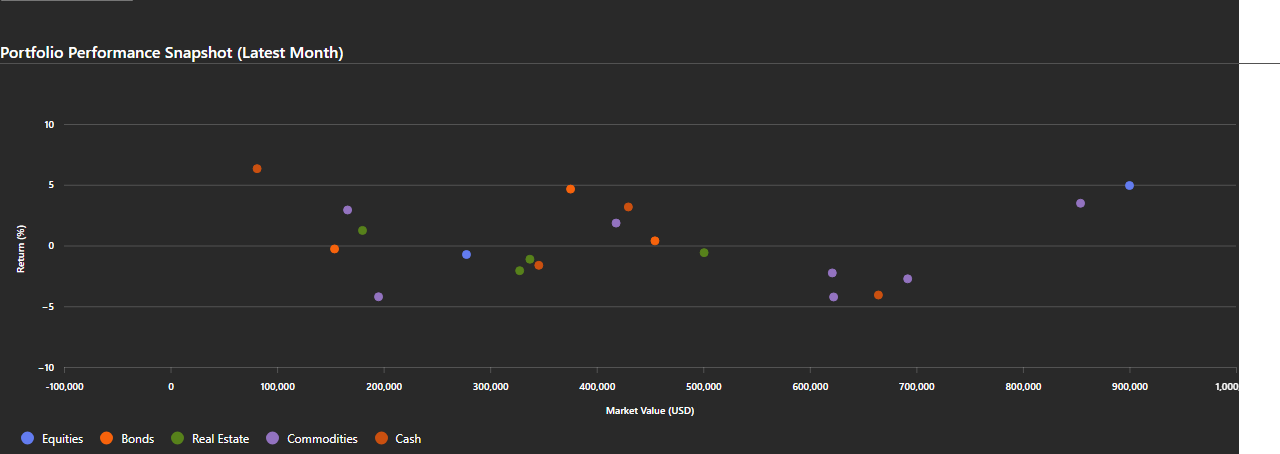 Portfolio Performance Snapshot (Latest Month)
10
5
0
−5
−10
Return (%)
-100,000 0 100,000 200,000 300,000 400,000 500,000 600,000 700,000 800,000 900,000 1,000,
Market Value (USD)
Equities Bonds Real Estate Commodities Cash